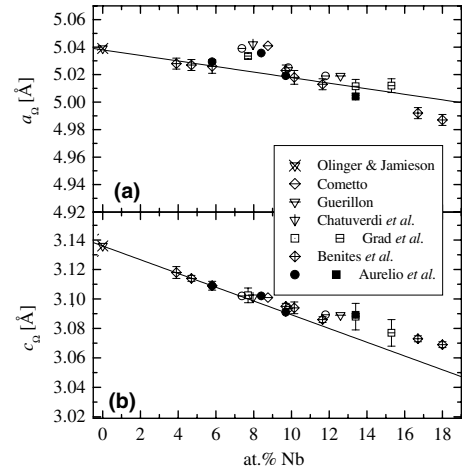 (a)
a_Ω [Å]
5.06
5.04
5.02
5.00
4.98
4.96
4.94
4.92
Olinger & Jamieson
Cometto
Guerillon
Chatuverdi et al.
Grad et al.
Benites et al.
Aurelio et al.
(b)
c_Ω [Å]
3.14
3.12
3.10
3.08
3.06
3.04
3.02
0 2 4 6 8 10 12 14 16 18
at.% Nb